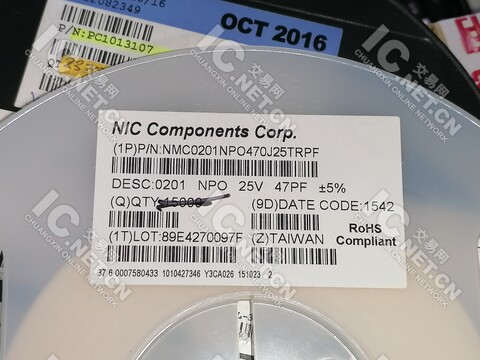 OCT 2016
P/N:PC1013107
NIC Components Corp.
(1P)P/N:NMC0201NPO470J25TRPF
DESC:0201 NPO 25V 47PF ±5%
(Q)QTY:15000 (9D)DATE CODE:1542
(1T)LOT:89E4270097F (Z)TAIWAN
RoHS
Compliant
37 6 0007580433 1010427346 Y3CA026 151023 2
IC交易网
IC.NET.CN
CHUANGXIN ONLINE NETWORK